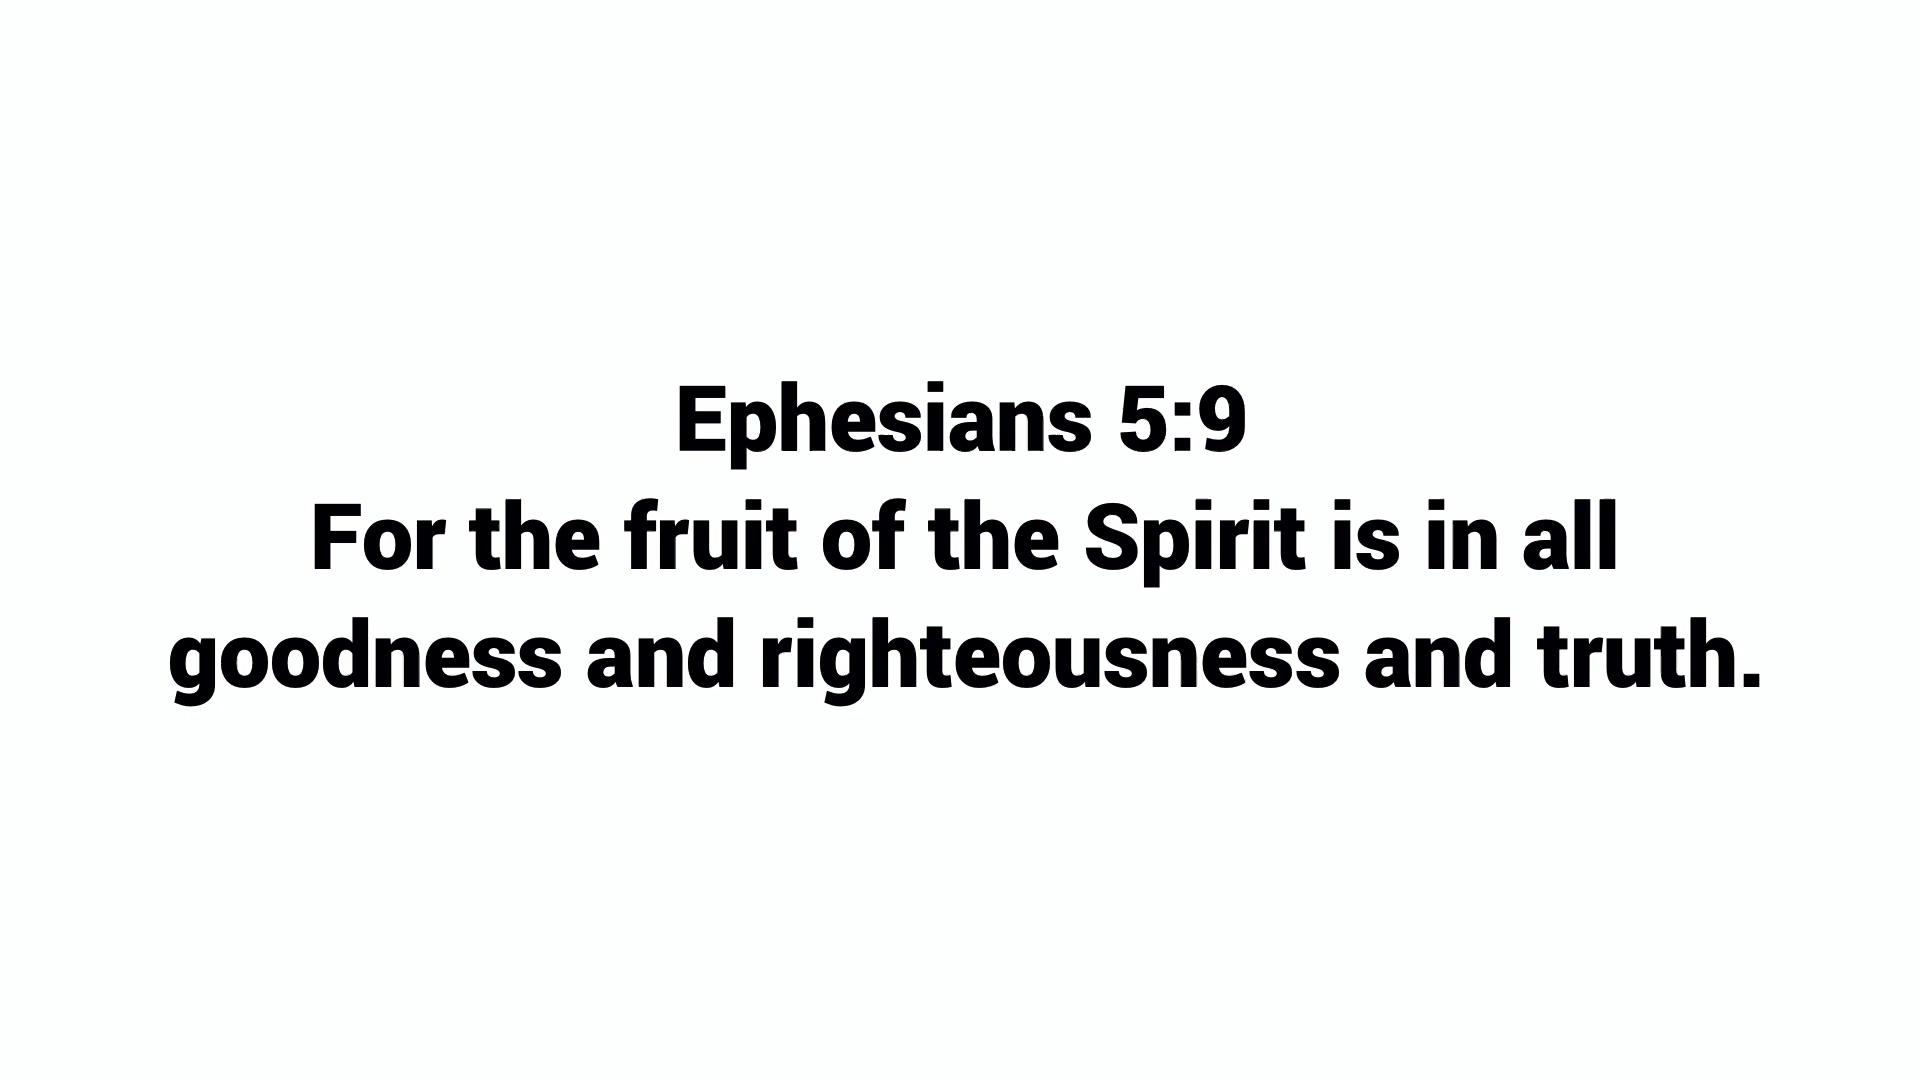 Ephesians 5:9
For the fruit of the Spirit is in all
goodness and righteousness and truth.